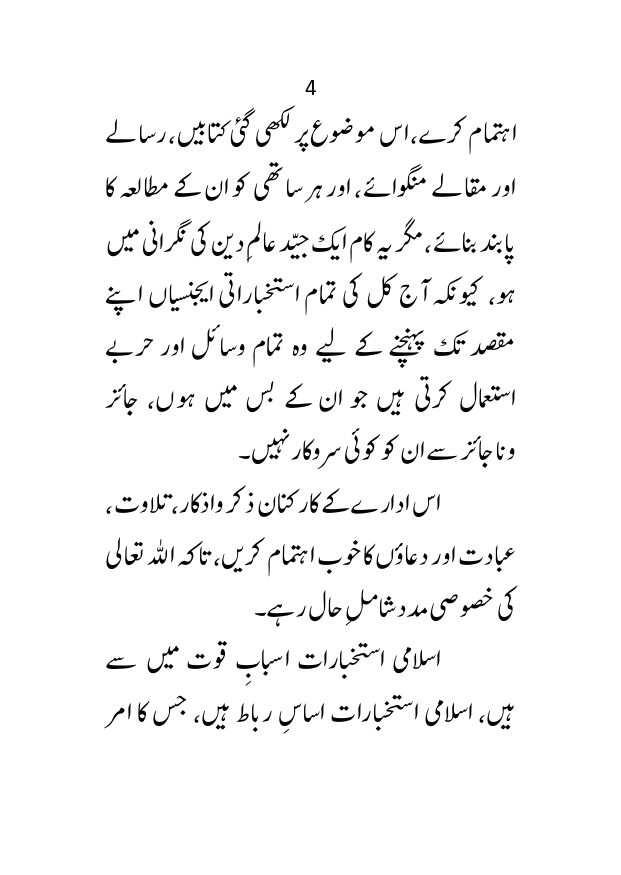 4
اہتمام کرے،اس موضوع پر لکھی گئی کتابیں،رسالے
اور مقالے منگوائے، اور ہر ساتھی کو ان کے مطالعہ کا
پابند بنائے، مگر یہ کام ایک جیّد عالمِ دین کی نگرانی میں
ہو، کیونکہ آج کل کی تمام استخباراتی ایجنسیاں اپنے
مقصد تک پہنچنے کے لیے وہ تمام وسائل اور حربے
استعمال کرتی ہیں جو ان کے بس میں ہوں، جائز
وناجائز سے ان کو کوئی سروکار نہیں۔
اس ادارے کے کارکنان ذکر واذکار، تلاوت،
عبادت اور دعاؤں کا خوب اہتمام کریں، تاکہ اللہ تعالی
کی خصوصی مدد شاملِ حال رہے۔
اسلامی استخبارات اسبابِ قوت میں سے
ہیں، اسلامی استخبارات اساسِ رباط ہیں، جس کا امر